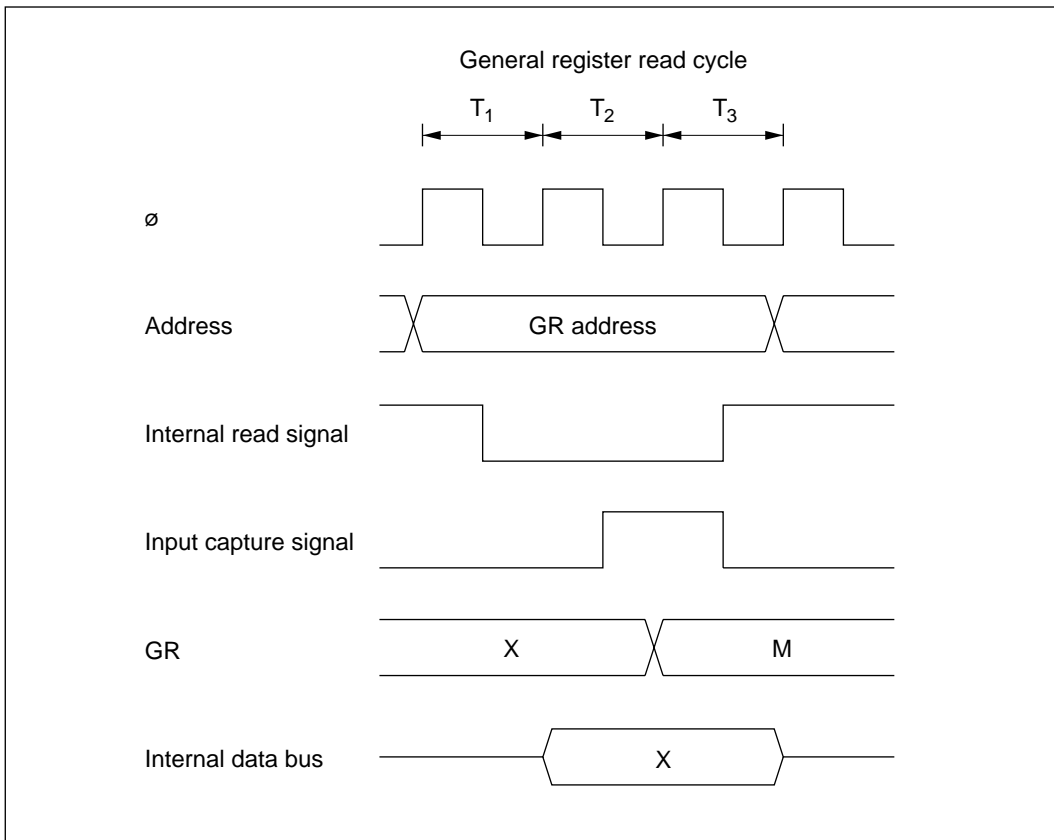 General register read cycle
T1 T2 T3
ø
Address GR address
Internal read signal
Input capture signal
GR X M
Internal data bus X